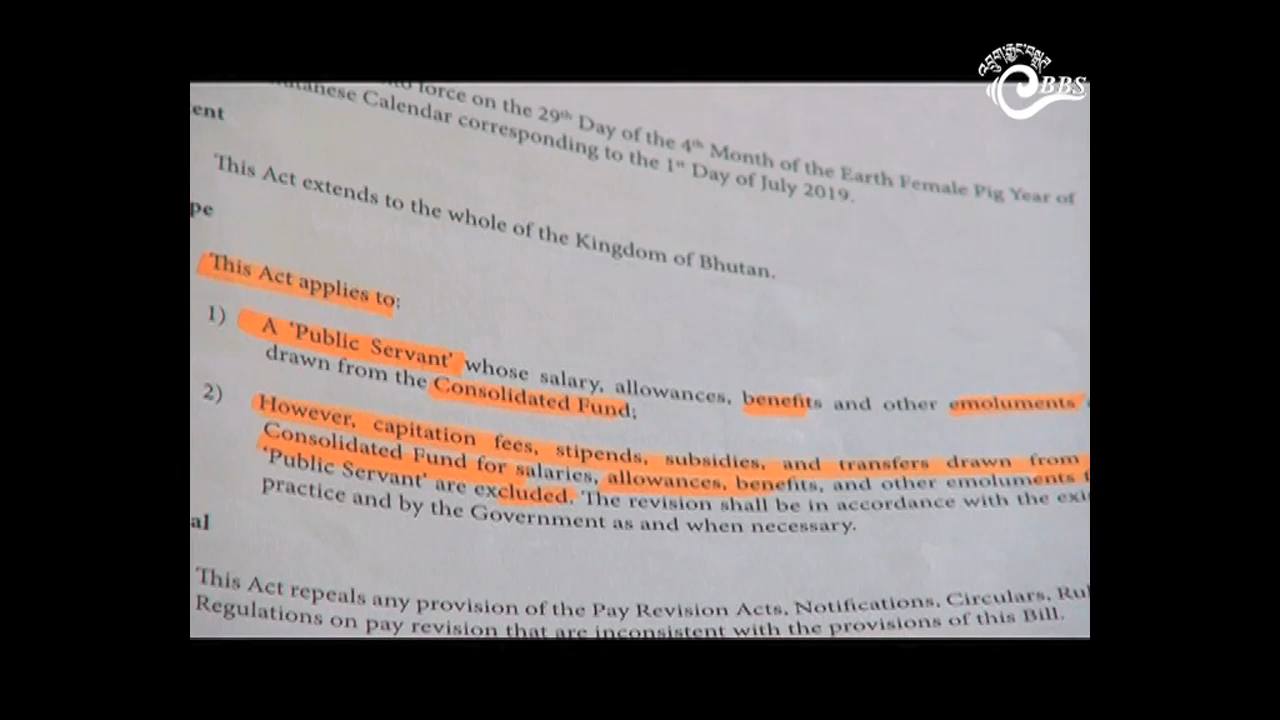 འབྲུག་རྒྱང་བསྒྲགས
BBS
force on the 29th Day of the 4th Month of the Earth Female Pig Year of
Calendar corresponding to the 1st Day of July 2019.
ent
This Act extends to the whole of the Kingdom of Bhutan.
pe
This Act applies to:
1) A 'Public Servant' whose salary, allowances, benefits and other emoluments
drawn from the Consolidated Fund;
2) However, capitation fees, stipends, subsidies, and transfers drawn from
Consolidated Fund for salaries, allowances, benefits, and other emoluments
'Public Servant' are excluded. The revision shall be in accordance with the exi
practice and by the Government as and when necessary.
al
This Act repeals any provision of the Pay Revision Acts, Notifications, Circulars, Rul
Regulations on pay revision that are inconsistent with the provisions of this Bill.